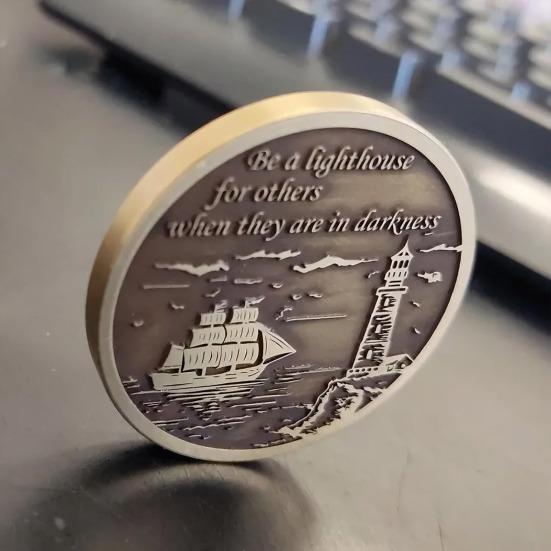 Be a lighthouse
for others
when they are in darkness